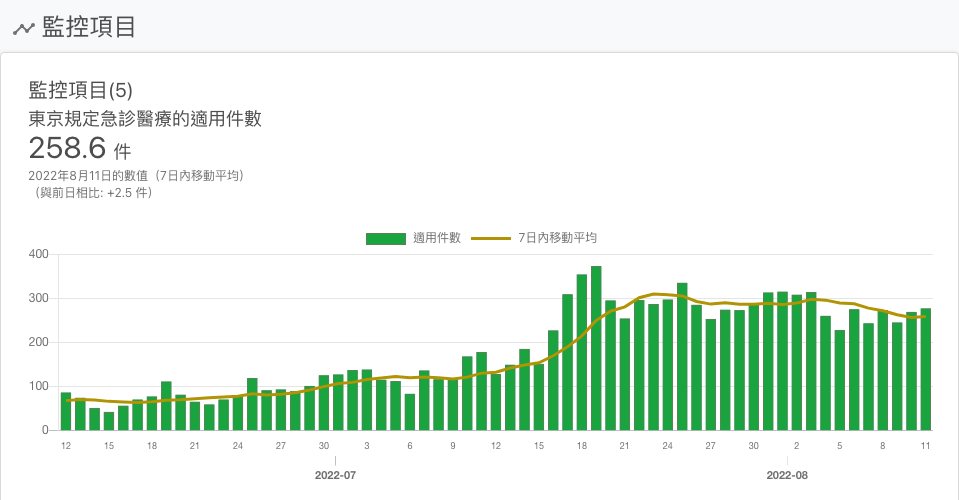 監控項目
監控項目(5)
東京規定急診醫療的適用件數
258.6 件
2022年8月11日的數值（7日內移動平均）
（與前日相比: +2.5 件）
適用件數 7日內移動平均
400
300
200
100
0
12 15 18 21 24 27 30 3 6 9 12 15 18 21 24 27 30 2 5 8 11
2022-07 2022-08